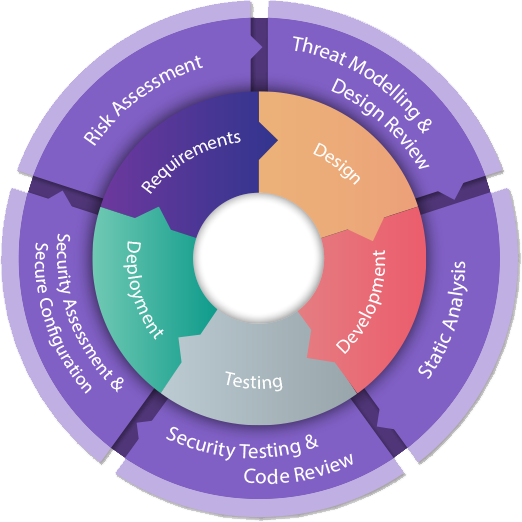 Risk Assessment
Threat Modelling &
Design Review
Requirements
Design
Security Assessment &
Secure Configuration
Deployment
Development
Static Analysis
Testing
Security Testing &
Code Review